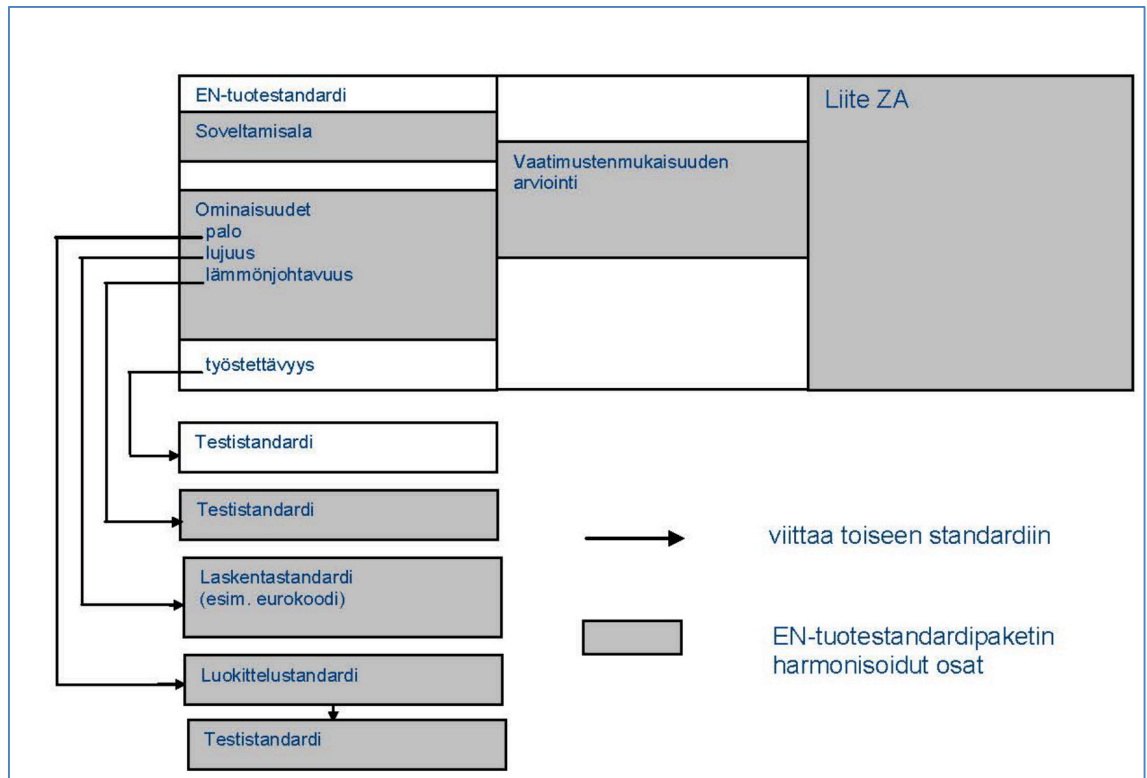 EN-tuotestandardi
Soveltamisala
Ominaisuudet
palo
lujuus
lämmönjohtavuus
työstettävyys
Vaatimustenmukaisuuden
arviointi
Liite ZA
Testistandardi
Testistandardi
Laskentastandardi
(esim. eurokoodi)
Luokittelustandardi
Testistandardi
viittaa toiseen standardiin
EN-tuotestandardipaketin
harmonisoidut osat